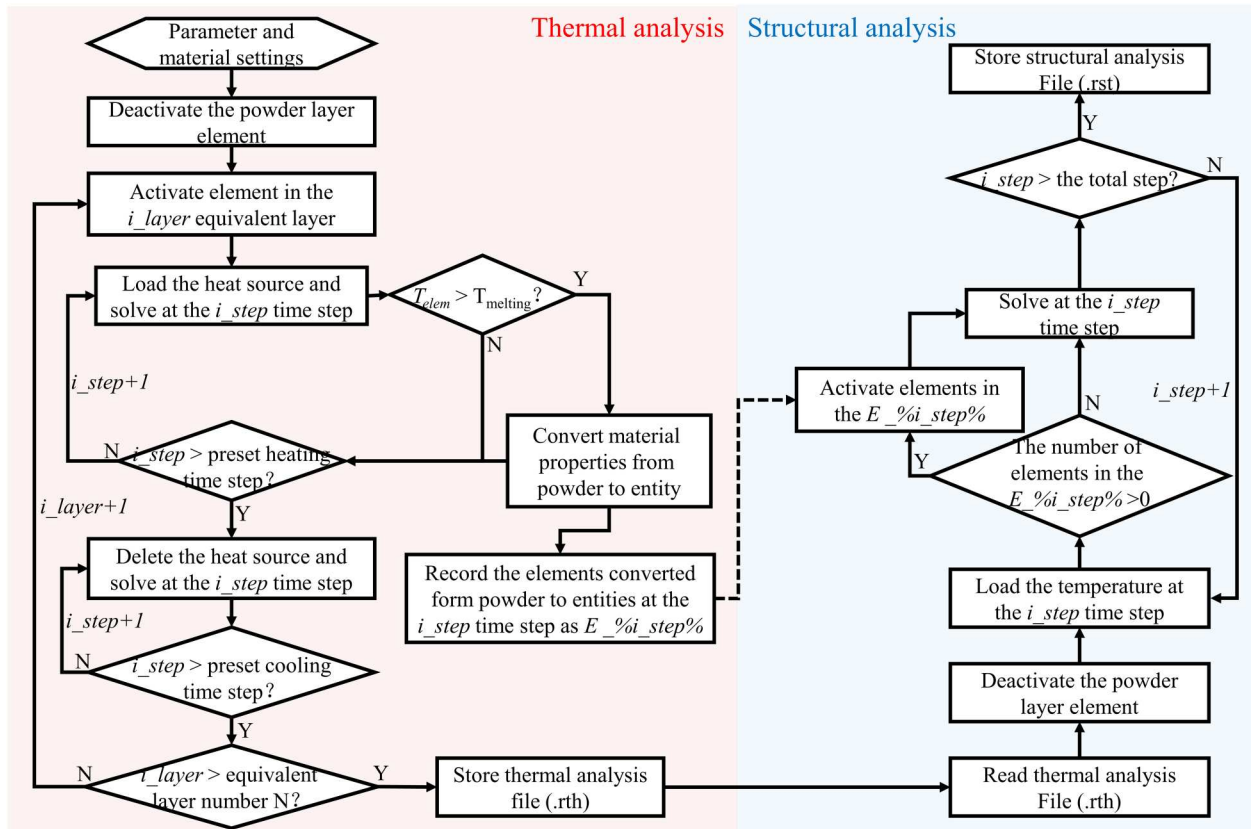 Thermal analysis
Parameter and
material settings
Deactivate the powder layer
element
Activate element in the
i_layer equivalent layer
Load the heat source and
solve at the i_step time step
T_elem > T_melting?
Y
N
i_step+1
Convert material
properties from
powder to entity
N
i_step > preset heating
time step?
Y
i_layer+1
Delete the heat source and
solve at the i_step time step
Record the elements converted
form powder to entities at the
i_step time step as E_%i_step%
i_step+1
N
i_step > preset cooling
time step?
Y
N
i_layer > equivalent
layer number N?
Y
Store thermal analysis
file (.rth)
Structural analysis
Store structural analysis
File (.rst)
Y
N
i_step > the total step?
Solve at the i_step
time step
Activate elements in
the E_%i_step%
i_step+1
N
Y
The number of
elements in the
E_%i_step% >0
Load the temperature at
the i_step time step
Deactivate the powder
layer element
Read thermal analysis
File (.rth)